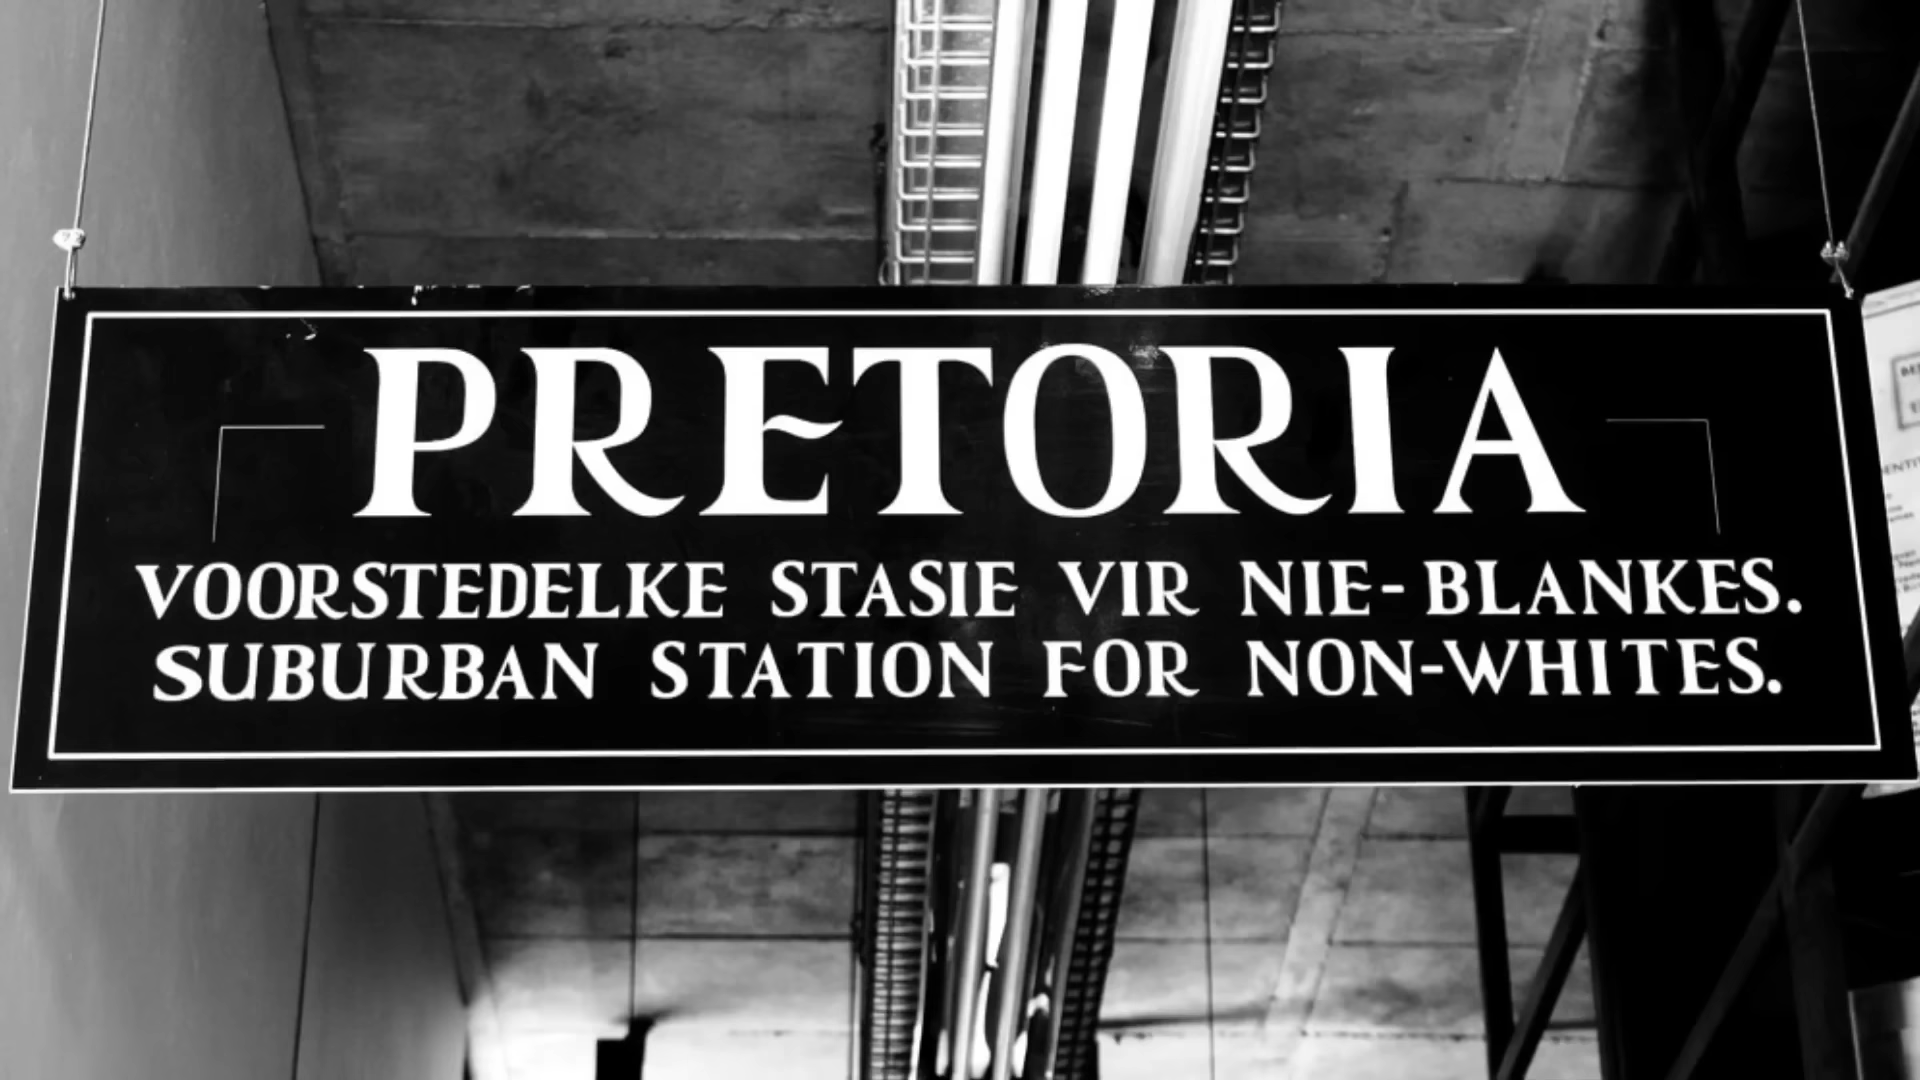 PRETORIA
VOORSTEDELKE STASIE VIR NIE-BLANKES.
SUBURBAN STATION FOR NON-WHITES.